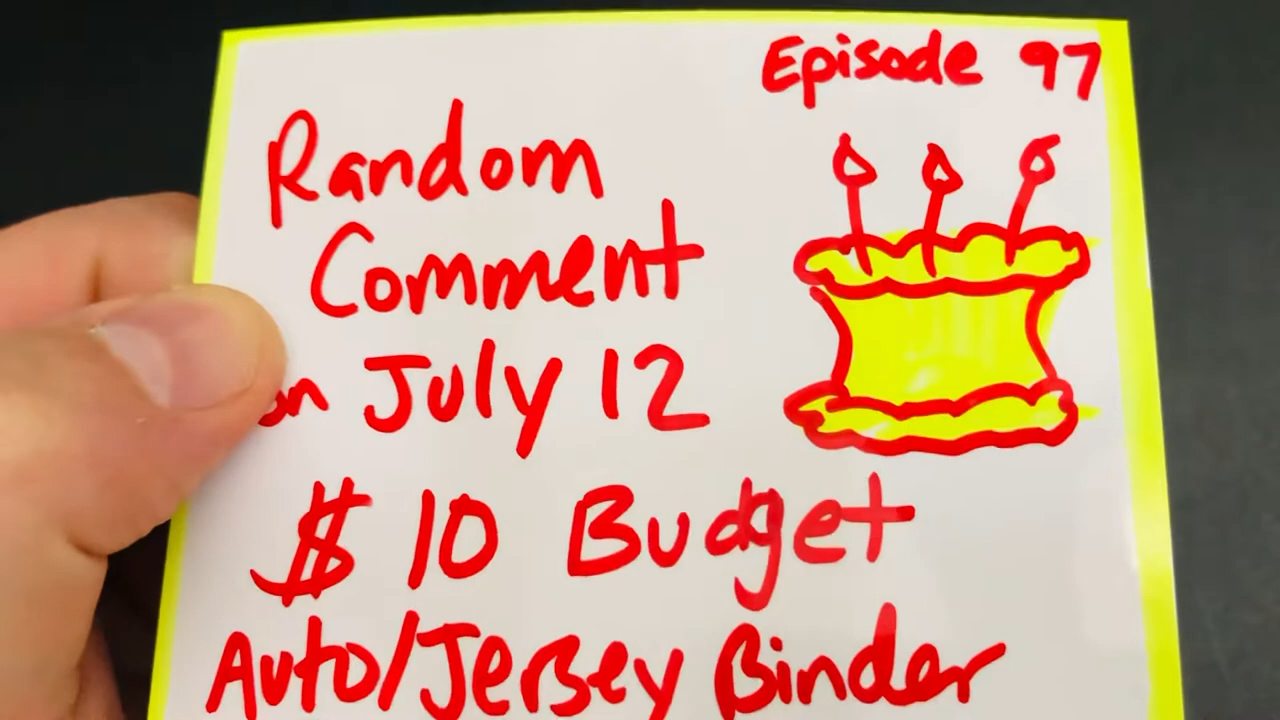 Episode 97
Random
Comment
on July 12
$10 Budget
Auto/Jersey Binder